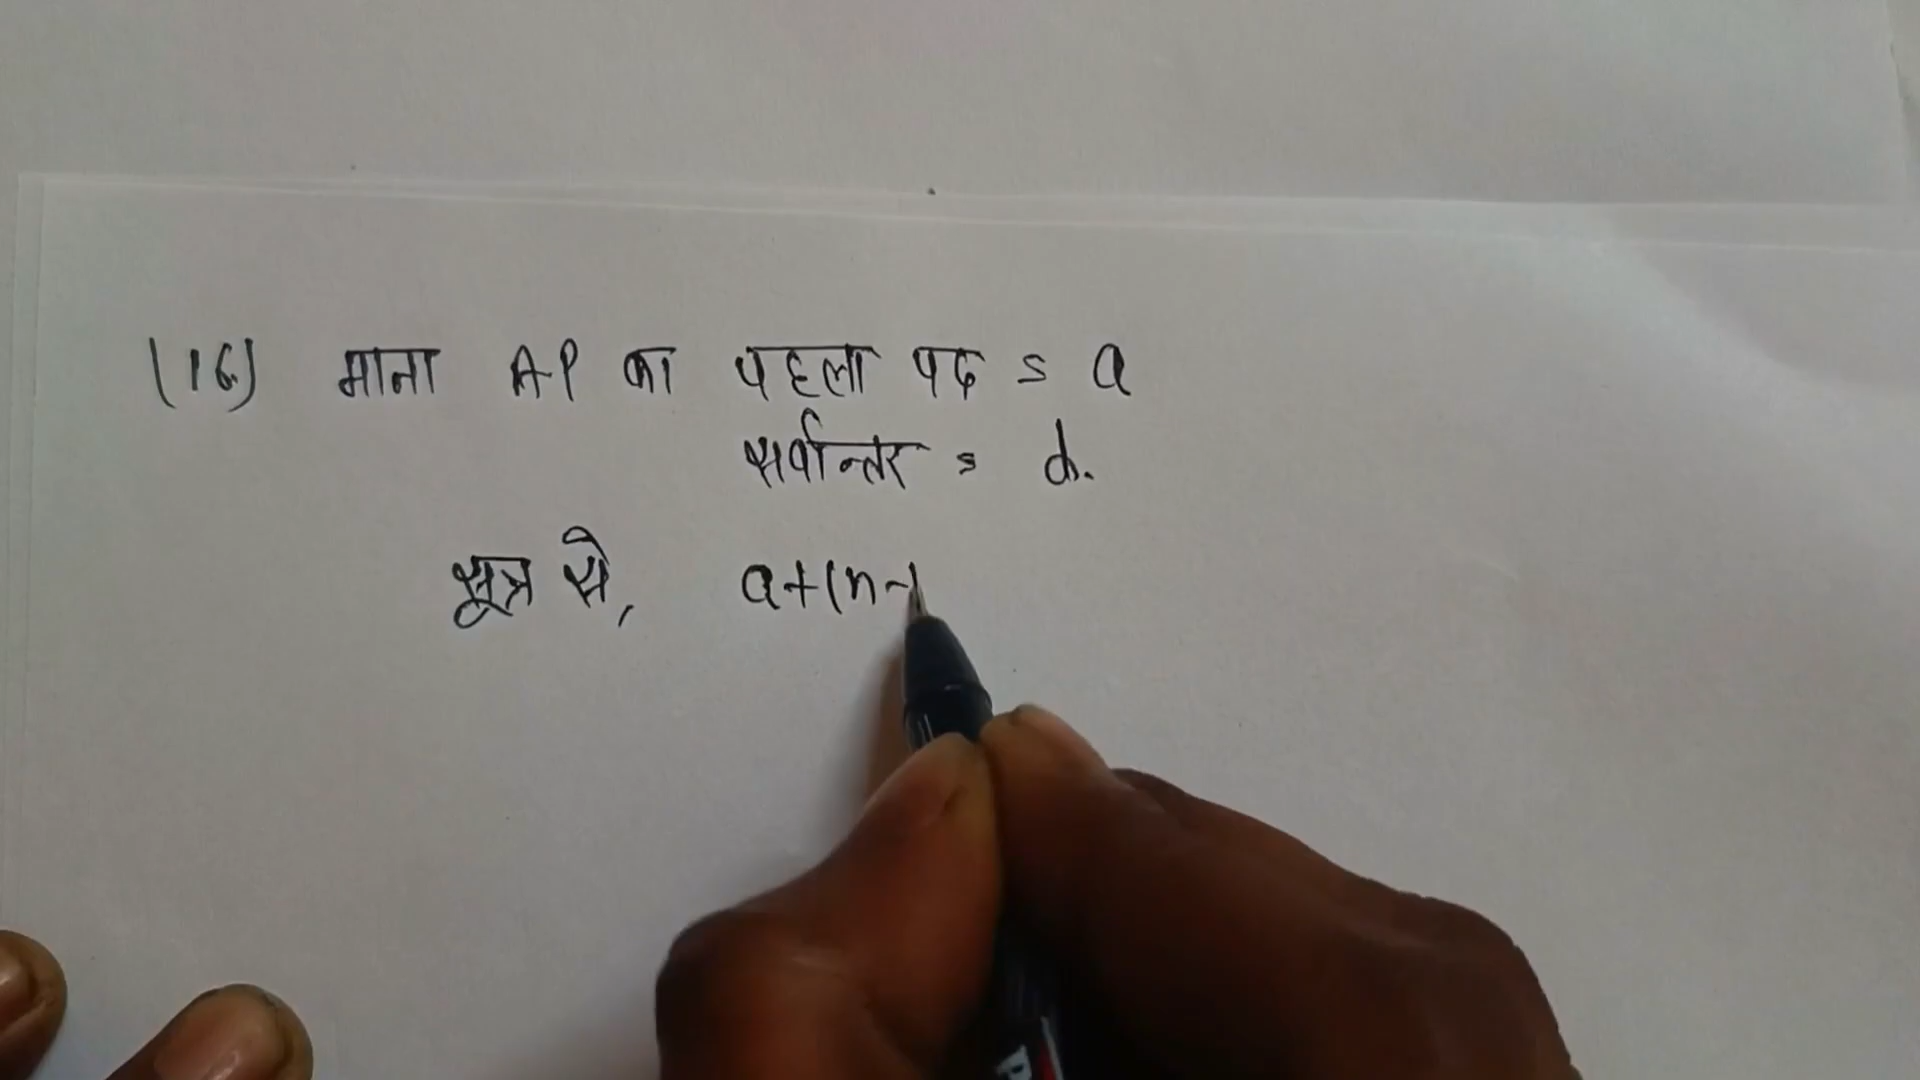 (16) माना AP का पहला पद = a
सर्वान्तर = d.
सूत्र से, a+(n-1